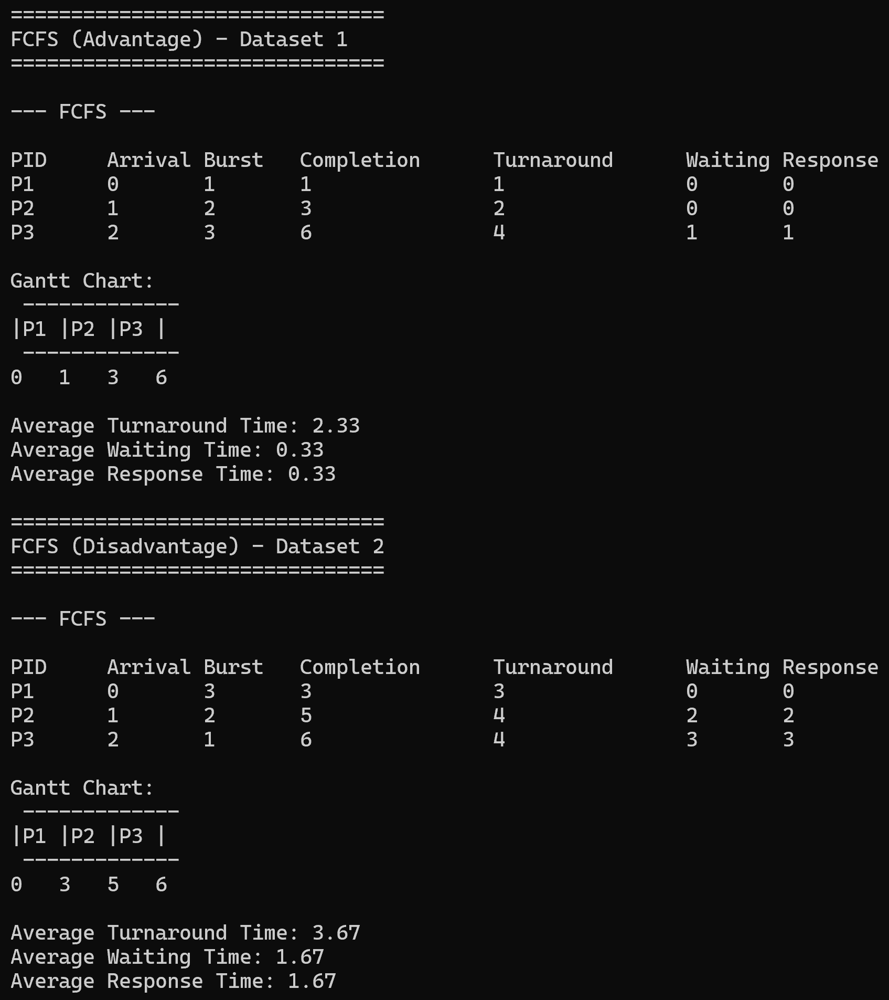 ===============================
FCFS (Advantage) - Dataset 1
===============================
--- FCFS ---
PID     Arrival Burst   Completion      Turnaround      Waiting Response
P1      0       1       1               1               0       0
P2      1       2       3               2               0       0
P3      2       3       6               4               1       1
Gantt Chart:
 -------------
|P1 |P2 |P3 |
 -------------
0   1   3   6
Average Turnaround Time: 2.33
Average Waiting Time: 0.33
Average Response Time: 0.33
===============================
FCFS (Disadvantage) - Dataset 2
===============================
--- FCFS ---
PID     Arrival Burst   Completion      Turnaround      Waiting Response
P1      0       3       3               3               0       0
P2      1       2       5               4               2       2
P3      2       1       6               4               3       3
Gantt Chart:
 -------------
|P1 |P2 |P3 |
 -------------
0   3   5   6
Average Turnaround Time: 3.67
Average Waiting Time: 1.67
Average Response Time: 1.67